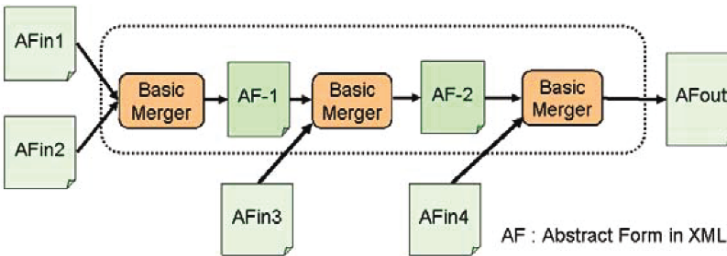 AFin1
AFin2
Basic
Merger
AF-1
Basic
Merger
AF-2
Basic
Merger
AFout
AFin3
AFin4
AF : Abstract Form in XML